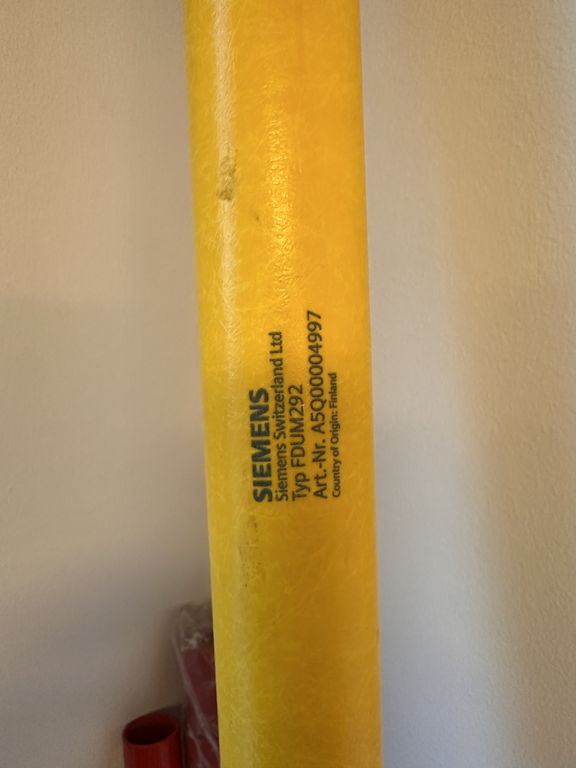 SIEMENS
Siemens Switzerland Ltd
Typ FDUM292
Art.-Nr. A5Q00004997
Country of Origin: Finland